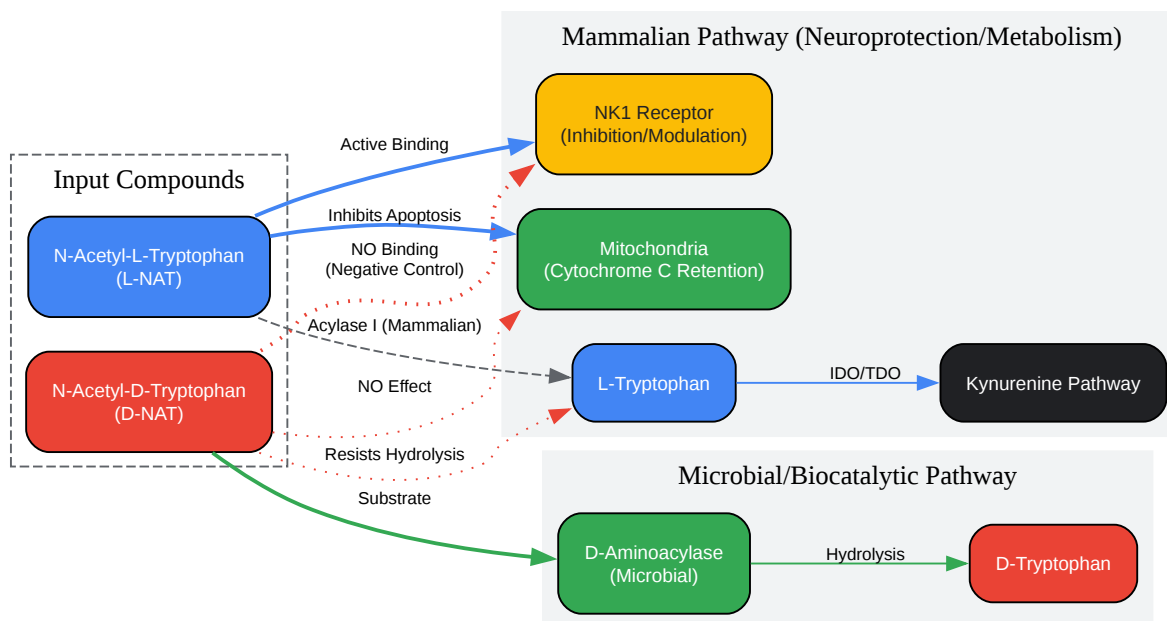 Mammalian Pathway (Neuroprotection/Metabolism)
NK1 Receptor
(Inhibition/Modulation)
Active Binding
Input Compounds
Inhibits Apoptosis
N-Acetyl-L-Tryptophan
(L-NAT)
NO Binding
(Negative Control)
Mitochondria
(Cytochrome C Retention)
Acylase I (Mammalian)
N-Acetyl-D-Tryptophan
(D-NAT)
NO Effect
L-Tryptophan
IDO/TDO
Kynurenine Pathway
Resists Hydrolysis
Substrate
Microbial/Biocatalytic Pathway
D-Aminoacylase
(Microbial)
Hydrolysis
D-Tryptophan